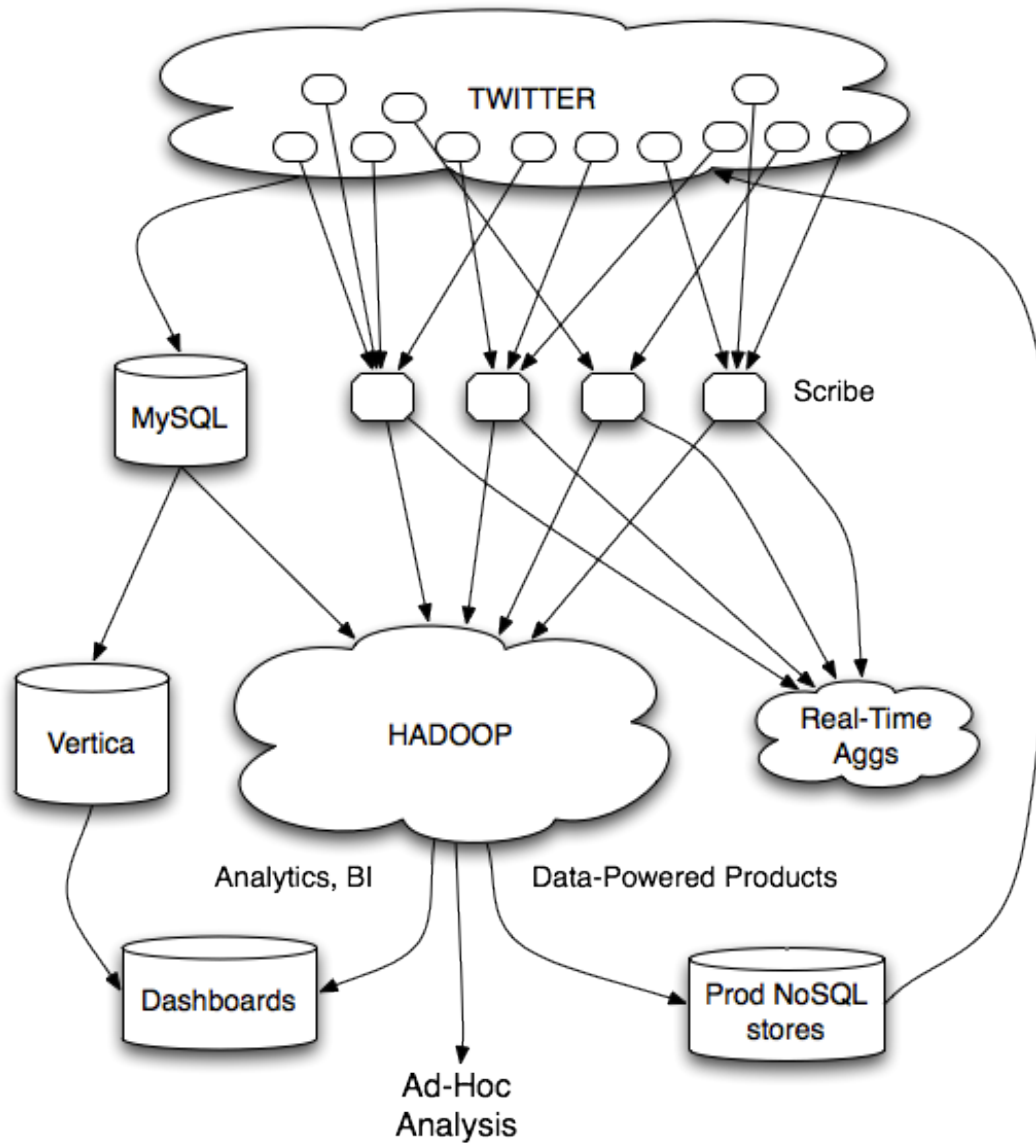 TWITTER
MySQL
Scribe
Vertica
HADOOP
Real-Time
Aggs
Analytics, BI
Data-Powered Products
Dashboards
Prod NoSQL
stores
Ad-Hoc
Analysis